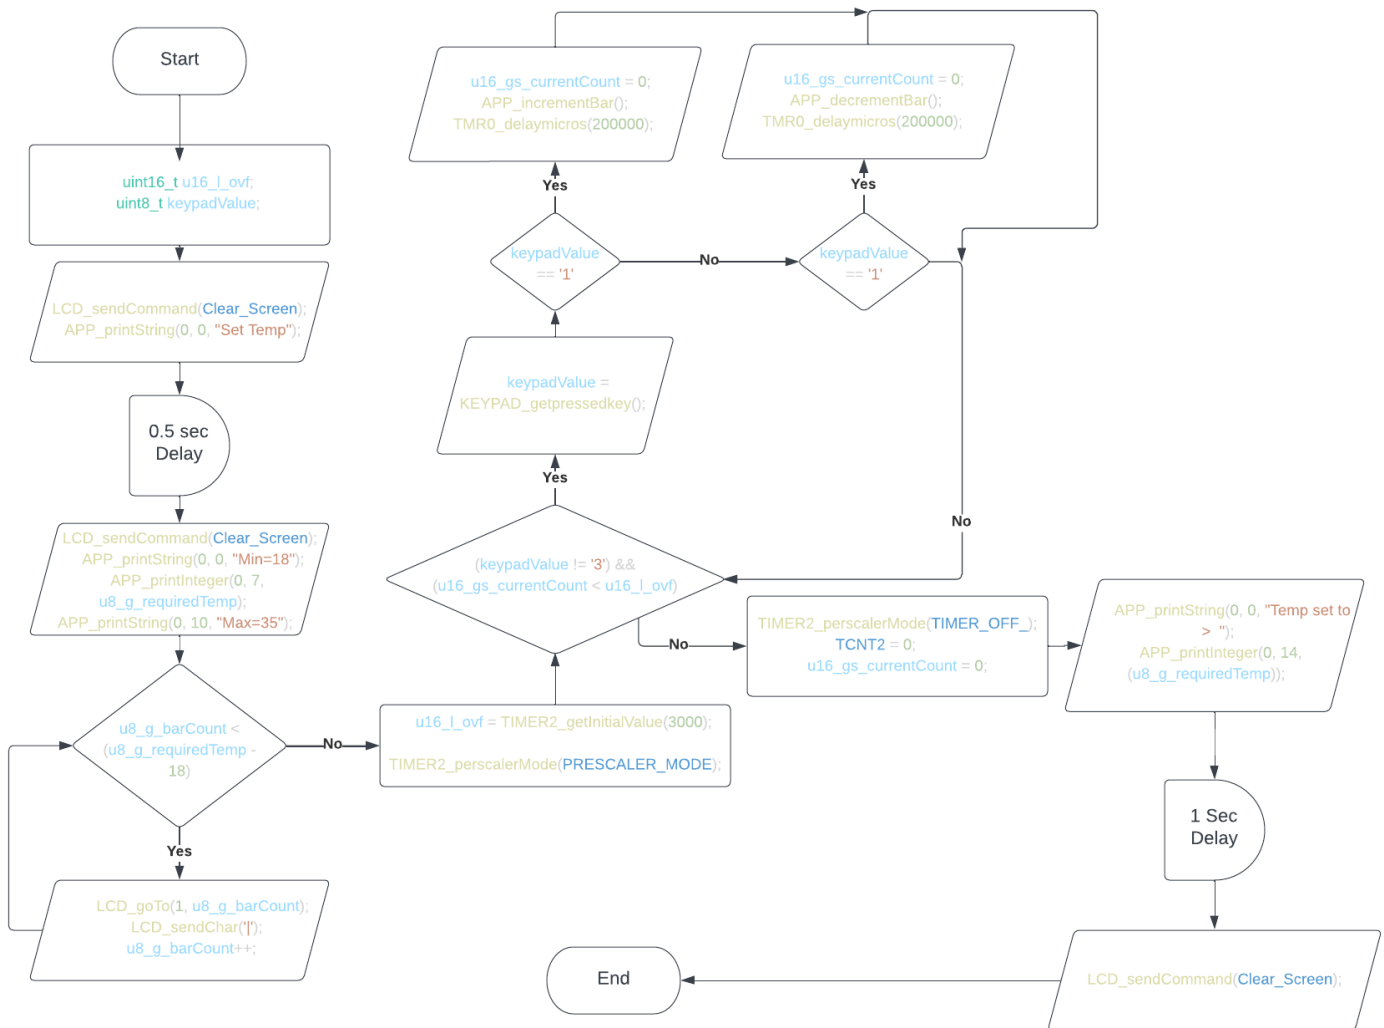 Start
uint16_t u16_l_ovf;
uint8_t keypadValue;
LCD_sendCommand(Clear_Screen);
APP_printString(0, 0, "Set Temp");
0.5 sec
Delay
LCD_sendCommand(Clear_Screen);
APP_printString(0, 0, "Min=18");
APP_printInteger(0, 7,
u8_g_requiredTemp);
APP_printString(0, 10, "Max=35");
u8_g_barCount <
(u8_g_requiredTemp -
18)
Yes
LCD_goTo(1, u8_g_barCount);
LCD_sendChar('|');
u8_g_barCount++;
No
u16_l_ovf = TIMER2_getInitialValue(3000);
TIMER2_perscalerMode(PRESCALER_MODE);
(keypadValue != '3') &&
(u16_gs_currentCount < u16_l_ovf)
Yes
keypadValue =
KEYPAD_getpressedkey();
keypadValue
== '1'
Yes
u16_gs_currentCount = 0;
APP_incrementBar();
TMR0_delaymicros(200000);
No
keypadValue
== '1'
Yes
u16_gs_currentCount = 0;
APP_decrementBar();
TMR0_delaymicros(200000);
No
No
TIMER2_perscalerMode(TIMER_OFF_);
TCNT2 = 0;
u16_gs_currentCount = 0;
APP_printString(0, 0, "Temp set to
> ");
APP_printInteger(0, 14,
(u8_g_requiredTemp));
1 Sec
Delay
LCD_sendCommand(Clear_Screen);
End